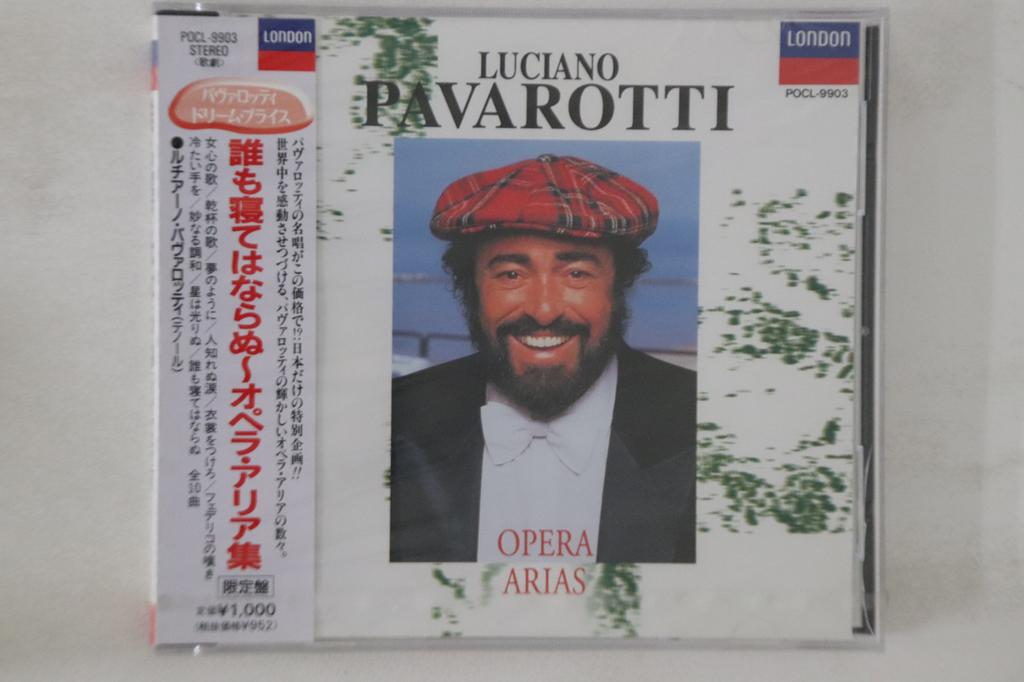 POCL-9903
STEREO
〈歌劇〉
LONDON
パヴァロッティ
ドリーム・プライス
パヴァロッティの名唱がこの価格で!?日本だけの特別企画!!
世界中を感動させつづける、パヴァロッティの輝かしいオペラ・アリアの数々。
誰も寝てはならぬ〜オペラ・アリア集
限定盤
女心の歌/乾杯の歌/夢のように/人知れぬ涙/衣裳をつけろ/フェデリコの嘆き
冷たい手を/妙なる調和/星は光りぬ/誰も寝てはならぬ 全10曲
●ルチアーノ・パヴァロッティ(テノール)
定価¥1,000
(税抜価格¥952)
LUCIANO
PAVAROTTI
LONDON
POCL-9903
OPERA
ARIAS